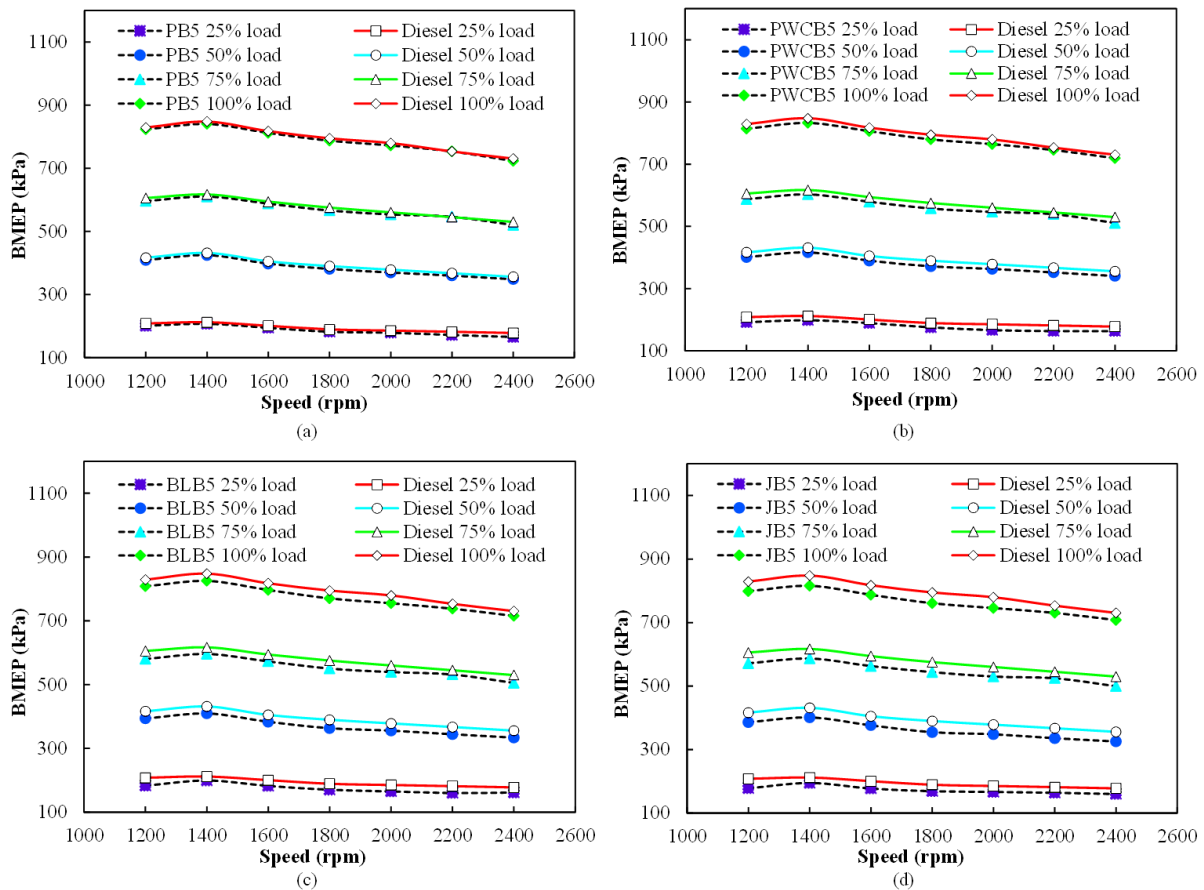 PB5 25% load Diesel 25% load
PB5 50% load Diesel 50% load
PB5 75% load Diesel 75% load
PB5 100% load Diesel 100% load
1100
900
700
500
300
100
BMEP (kPa)
1000 1200 1400 1600 1800 2000 2200 2400 2600
Speed (rpm)
(a)
PWCB5 25% load Diesel 25% load
PWCB5 50% load Diesel 50% load
PWCB5 75% load Diesel 75% load
PWCB5 100% load Diesel 100% load
1100
900
700
500
300
100
BMEP (kPa)
1000 1200 1400 1600 1800 2000 2200 2400 2600
Speed (rpm)
(b)
BLB5 25% load Diesel 25% load
BLB5 50% load Diesel 50% load
BLB5 75% load Diesel 75% load
BLB5 100% load Diesel 100% load
1100
900
700
500
300
100
BMEP (kPa)
1000 1200 1400 1600 1800 2000 2200 2400 2600
Speed (rpm)
(c)
JB5 25% load Diesel 25% load
JB5 50% load Diesel 50% load
JB5 75% load Diesel 75% load
JB5 100% load Diesel 100% load
1100
900
700
500
300
100
BMEP (kPa)
1000 1200 1400 1600 1800 2000 2200 2400 2600
Speed (rpm)
(d)